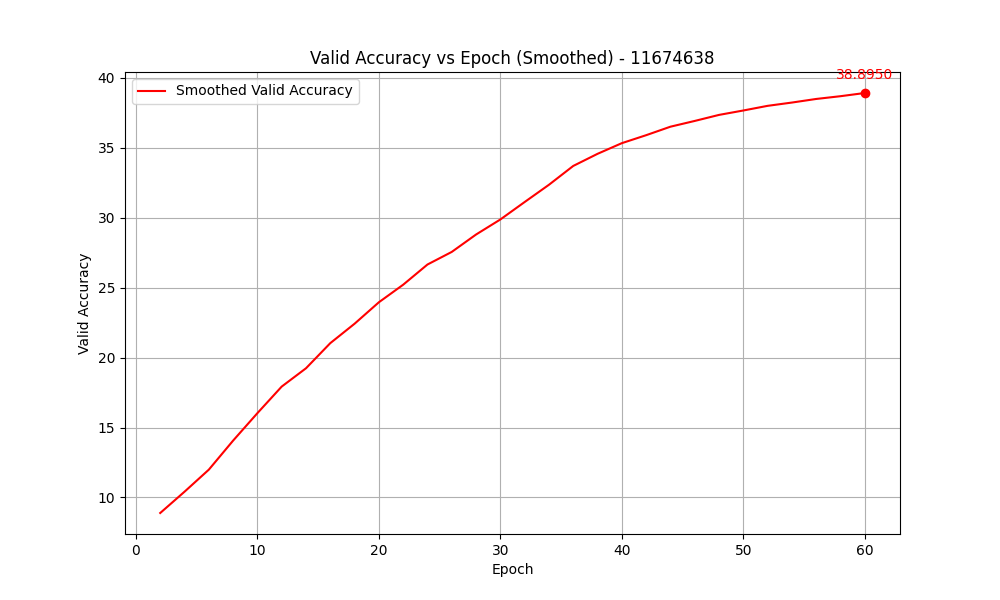 Valid Accuracy vs Epoch (Smoothed) - 11674638
38.8950
Smoothed Valid Accuracy
40
35
30
25
20
15
10
Valid Accuracy
0 10 20 30 40 50 60
Epoch